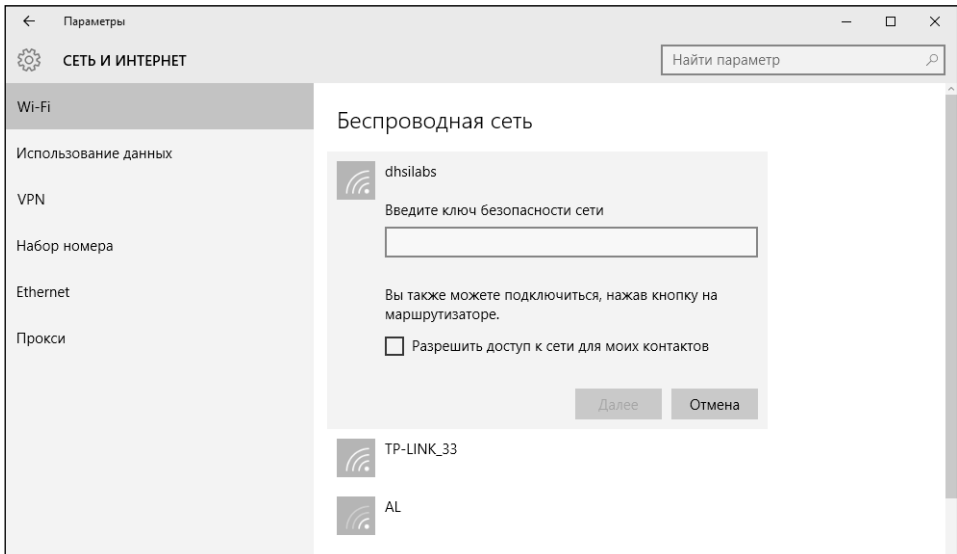 Параметры
СЕТЬ И ИНТЕРНЕТ
Найти параметр
Wi-Fi
Использование данных
VPN
Набор номера
Ethernet
Прокси
Беспроводная сеть
dhsilabs
Введите ключ безопасности сети
Вы также можете подключиться, нажав кнопку на
маршрутизаторе.
Разрешить доступ к сети для моих контактов
Далее
Отмена
TP-LINK_33
AL